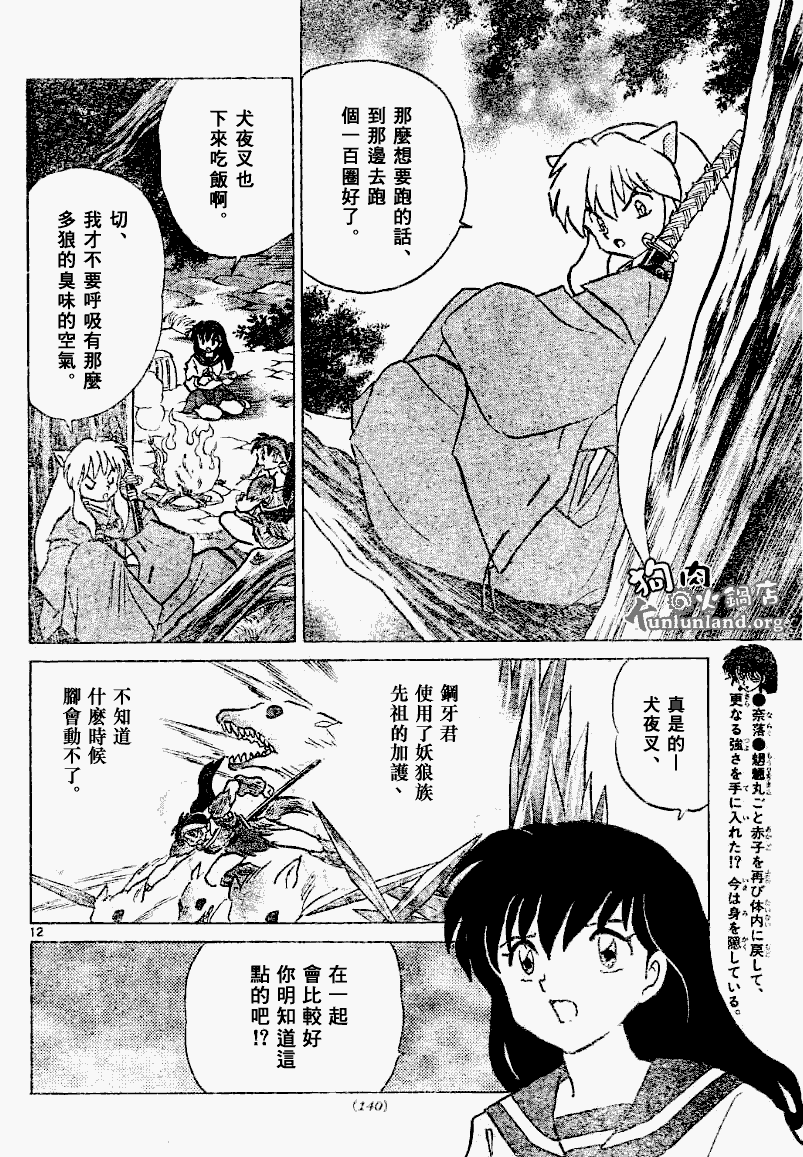 那麼想要跑的話、
到那邊去跑
個一百圈好了。
犬夜叉也
下來吃飯啊。
切、
我才不要呼吸有那麼
多狼的臭味的空氣。
狗肉
火鍋店
Kunlunland.org
真是的—
犬夜叉、
鋼牙君
使用了妖狼族
先祖的加護、
不知道
什麼時候
腳會動不了。
在一起
會比較好
你明知道這
點的吧!?
●奈落●魍魎丸ごと赤子を再び体内に戻して、
更なる強さを手に入れた!?今は身を隠している。
12
(140)